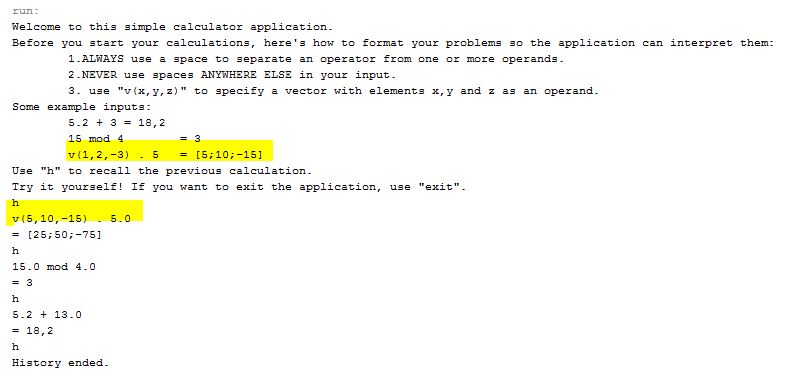 run:
Welcome to this simple calculator application.
Before you start your calculations, here's how to format your problems so the application can interpret them:
1.ALWAYS use a space to separate an operator from one or more operands.
2.NEVER use spaces ANYWHERE ELSE in your input.
3. use "v(x,y,z)" to specify a vector with elements x,y and z as an operand.
Some example inputs:
5.2 + 3 = 18,2
15 mod 4 = 3
v(1,2,-3) . 5 = [5;10;-15]
Use "h" to recall the previous calculation.
Try it yourself! If you want to exit the application, use "exit".
h
v(5,10,-15) . 5.0
= [25;50;-75]
h
15.0 mod 4.0
= 3
h
5.2 + 13.0
= 18,2
h
History ended.